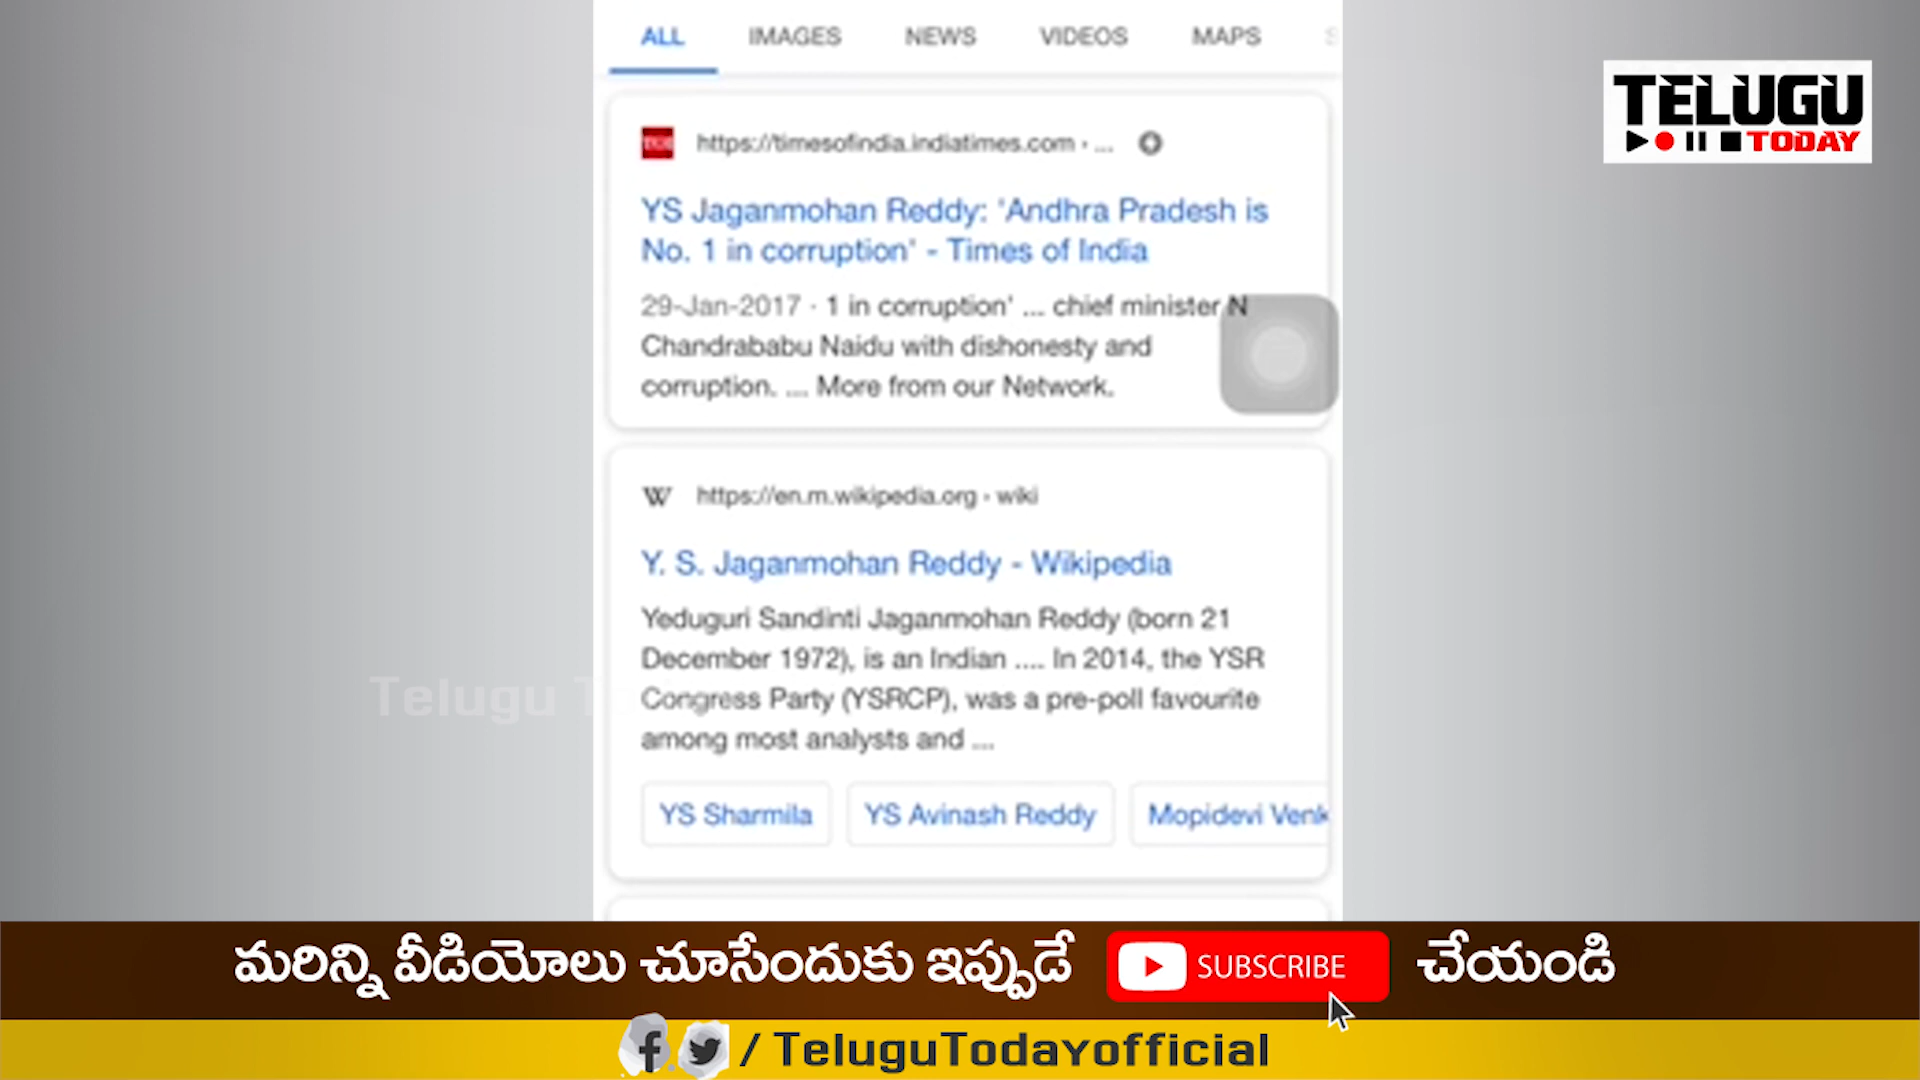 ALL IMAGES NEWS VIDEOS MAPS
TELUGU
TODAY
https://timesofindia.indiatimes.com › ...
YS Jaganmohan Reddy: 'Andhra Pradesh is
No. 1 in corruption' - Times of India
29-Jan-2017 · 1 in corruption' ... chief minister N
Chandrababu Naidu with dishonesty and
corruption. ... More from our Network.
W https://en.m.wikipedia.org › wiki
Y. S. Jaganmohan Reddy - Wikipedia
Yeduguri Sandinti Jaganmohan Reddy (born 21
December 1972), is an Indian .... In 2014, the YSR
Telugu
Congress Party (YSRCP), was a pre-poll favourite
among most analysts and ...
YS Sharmila YS Avinash Reddy Mopidevi Venk
మరిన్ని వీడియోలు చూసేందుకు ఇప్పుడే SUBSCRIBE చేయండి
/ TeluguTodayofficial